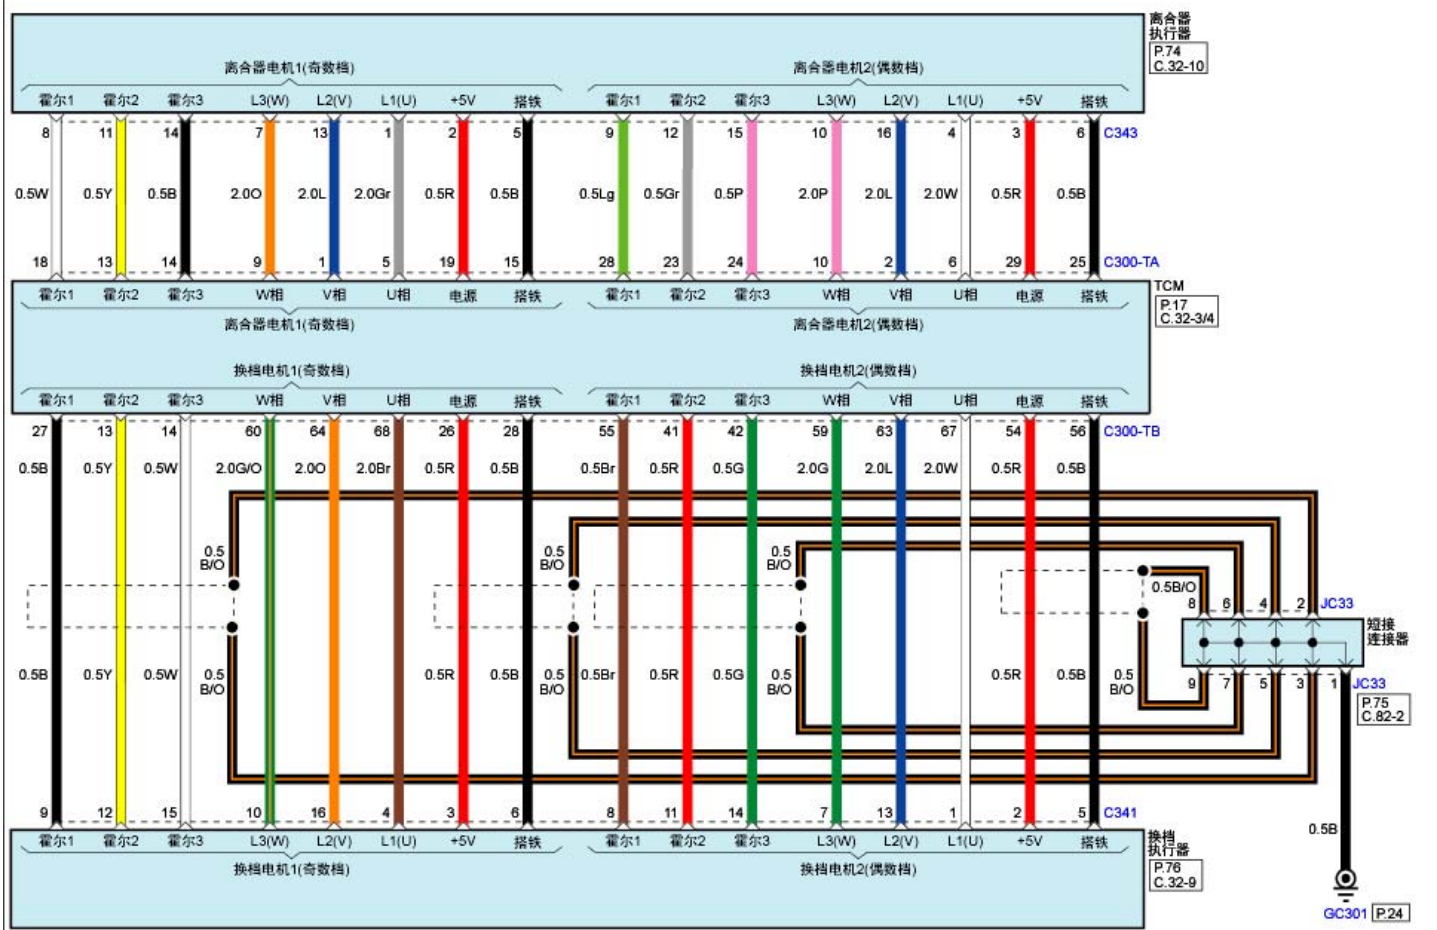 离合器
执行器
P.74
C.32-10
离合器电机1(奇数档) 离合器电机2(偶数档)
霍尔1 霍尔2 霍尔3 L3(W) L2(V) L1(U) +5V 搭铁 霍尔1 霍尔2 霍尔3 L3(W) L2(V) L1(U) +5V 搭铁
8 11 14 7 13 1 2 5 9 12 15 10 16 4 3 6 C343
0.5W 0.5Y 0.5B 2.0O 2.0L 2.0Gr 0.5R 0.5B 0.5Lg 0.5Gr 0.5P 2.0P 2.0L 2.0W 0.5R 0.5B
18 13 14 9 1 5 19 15 28 23 24 10 2 6 29 25 C300-TA
霍尔1 霍尔2 霍尔3 W相 V相 U相 电源 搭铁 霍尔1 霍尔2 霍尔3 W相 V相 U相 电源 搭铁
TCM
P.17
C.32-3/4
离合器电机1(奇数档) 离合器电机2(偶数档)
换档电机1(奇数档) 换档电机2(偶数档)
霍尔1 霍尔2 霍尔3 W相 V相 U相 电源 搭铁 霍尔1 霍尔2 霍尔3 W相 V相 U相 电源 搭铁
27 13 14 60 64 68 26 28 55 41 42 59 63 67 54 56 C300-TB
0.5B 0.5Y 0.5W 2.0G/O 2.0O 2.0Br 0.5R 0.5B 0.5Br 0.5R 0.5G 2.0G 2.0L 2.0W 0.5R 0.5B
0.5 0.5 0.5
B/O B/O B/O
0.5B/O
8 6 4 2 JC33
短接
连接器
9 7 5 3 1 JC33
P.75
C.82-2
0.5B 0.5Y 0.5W 0.5 0.5R 0.5B 0.5 0.5Br 0.5R 0.5G 0.5 0.5R 0.5B 0.5
B/O B/O B/O B/O
9 12 15 10 16 4 3 6 8 11 14 7 13 1 2 5 C341
0.5B
霍尔1 霍尔2 霍尔3 L3(W) L2(V) L1(U) +5V 搭铁 霍尔1 霍尔2 霍尔3 L3(W) L2(V) L1(U) +5V 搭铁
换档
执行器
P.76
C.32-9
换档电机1(奇数档) 换档电机2(偶数档)
GC301 P.24